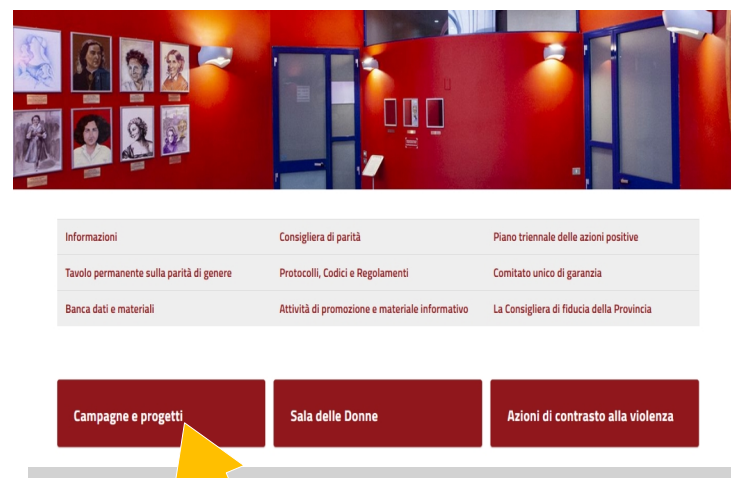 Informazioni
Consigliera di parità
Piano triennale delle azioni positive
Tavolo permanente sulla parità di genere
Protocolli, Codici e Regolamenti
Comitato unico di garanzia
Banca dati e materiali
Attività di promozione e materiale informativo
La Consigliera di fiducia della Provincia
Campagne e progetti
Sala delle Donne
Azioni di contrasto alla violenza